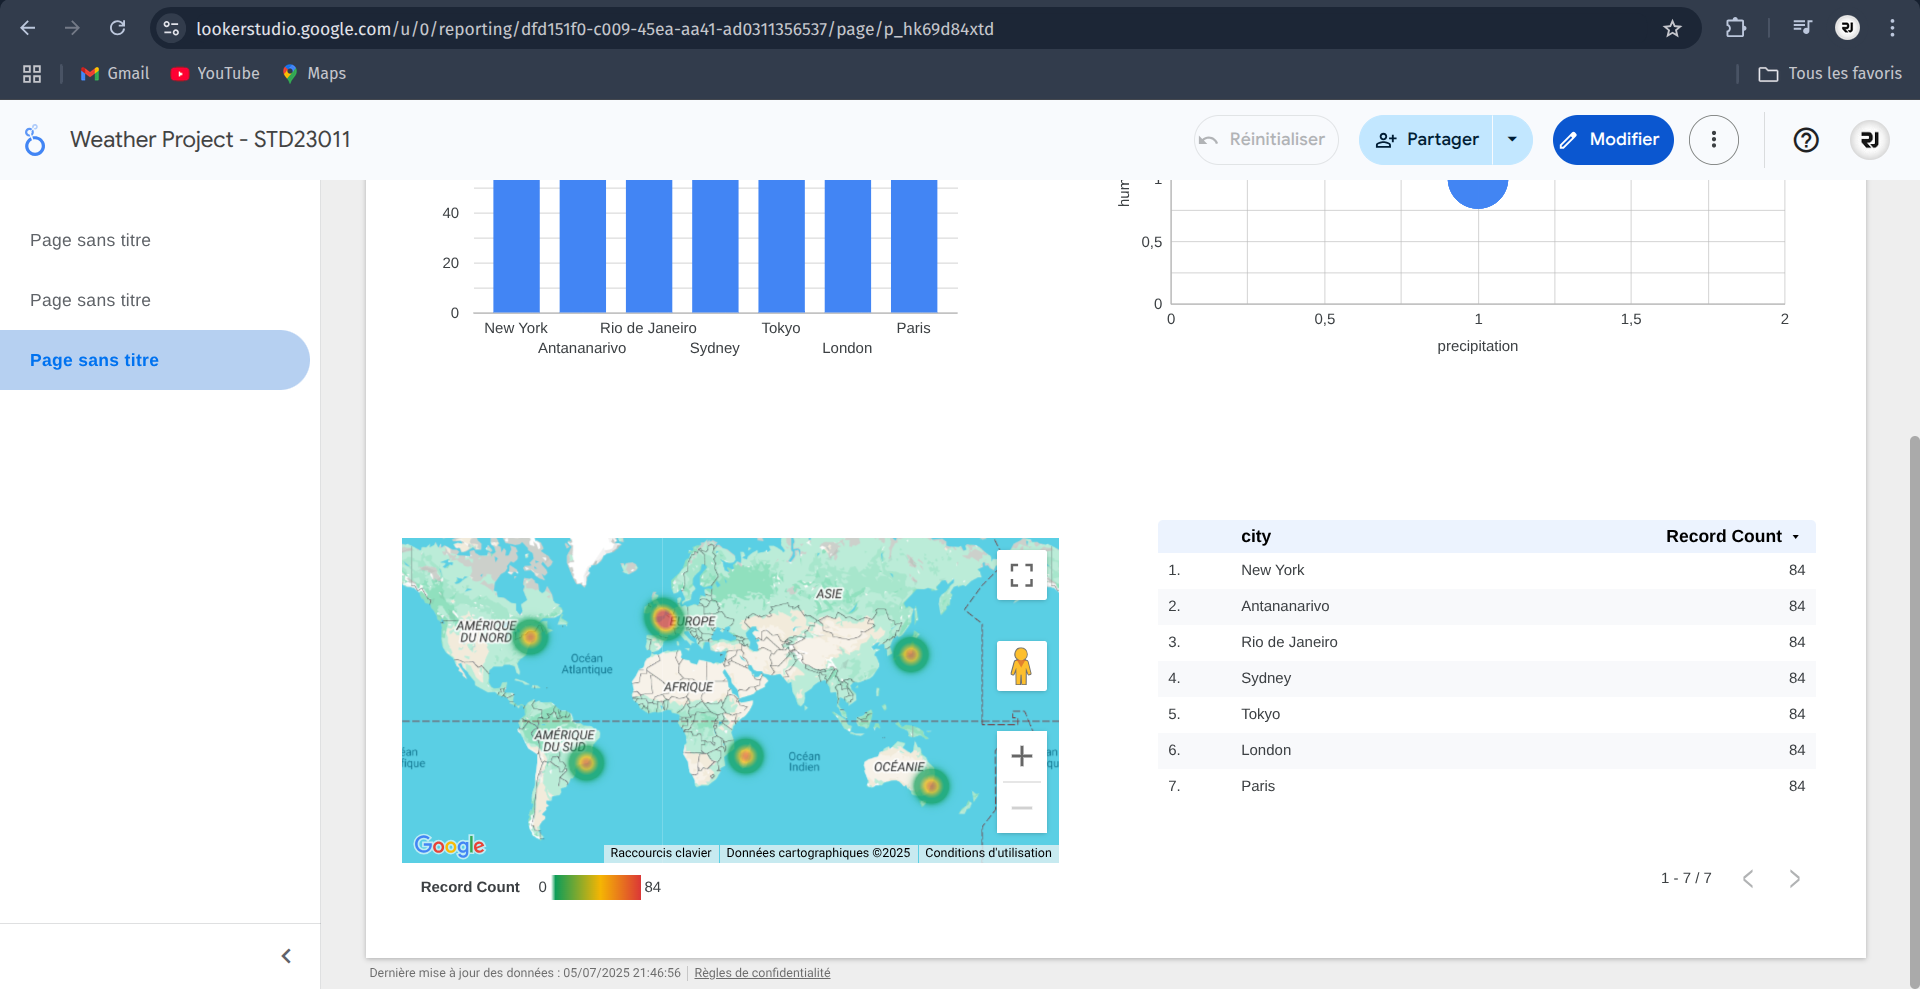 lookerstudio.google.com/u/0/reporting/dfd151f0-c009-45ea-aa41-ad0311356537/page/p_hk69d84xtd
Gmail
YouTube
Maps
Tous les favoris
Weather Project - STD23011
Réinitialiser
Partager
Modifier
Page sans titre
Page sans titre
Page sans titre
40
20
0
New York
Rio de Janeiro
Tokyo
Paris
Antananarivo
Sydney
London
hum
1
0,5
0
0
0,5
1
1,5
2
precipitation
AMÉRIQUE
DU NORD
EUROPE
ASIE
Océan
Atlantique
AFRIQUE
AMÉRIQUE
DU SUD
Océan
Indien
OCÉANIE
Google
Raccourcis clavier
Données cartographiques ©2025
Conditions d'utilisation
Record Count
0
84
city Record Count
1. New York 84
2. Antananarivo 84
3. Rio de Janeiro 84
4. Sydney 84
5. Tokyo 84
6. London 84
7. Paris 84
1 - 7 / 7
Dernière mise à jour des données : 05/07/2025 21:46:56
Règles de confidentialité